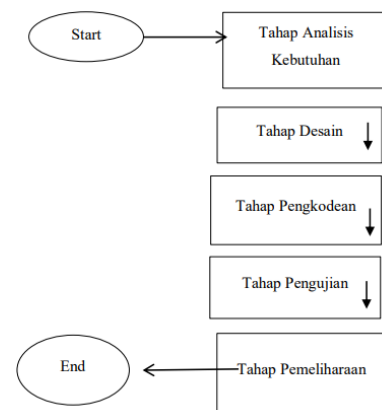 Start
Tahap Analisis
Kebutuhan
Tahap Desain
Tahap Pengkodean
Tahap Pengujian
End
Tahap Pemeliharaan